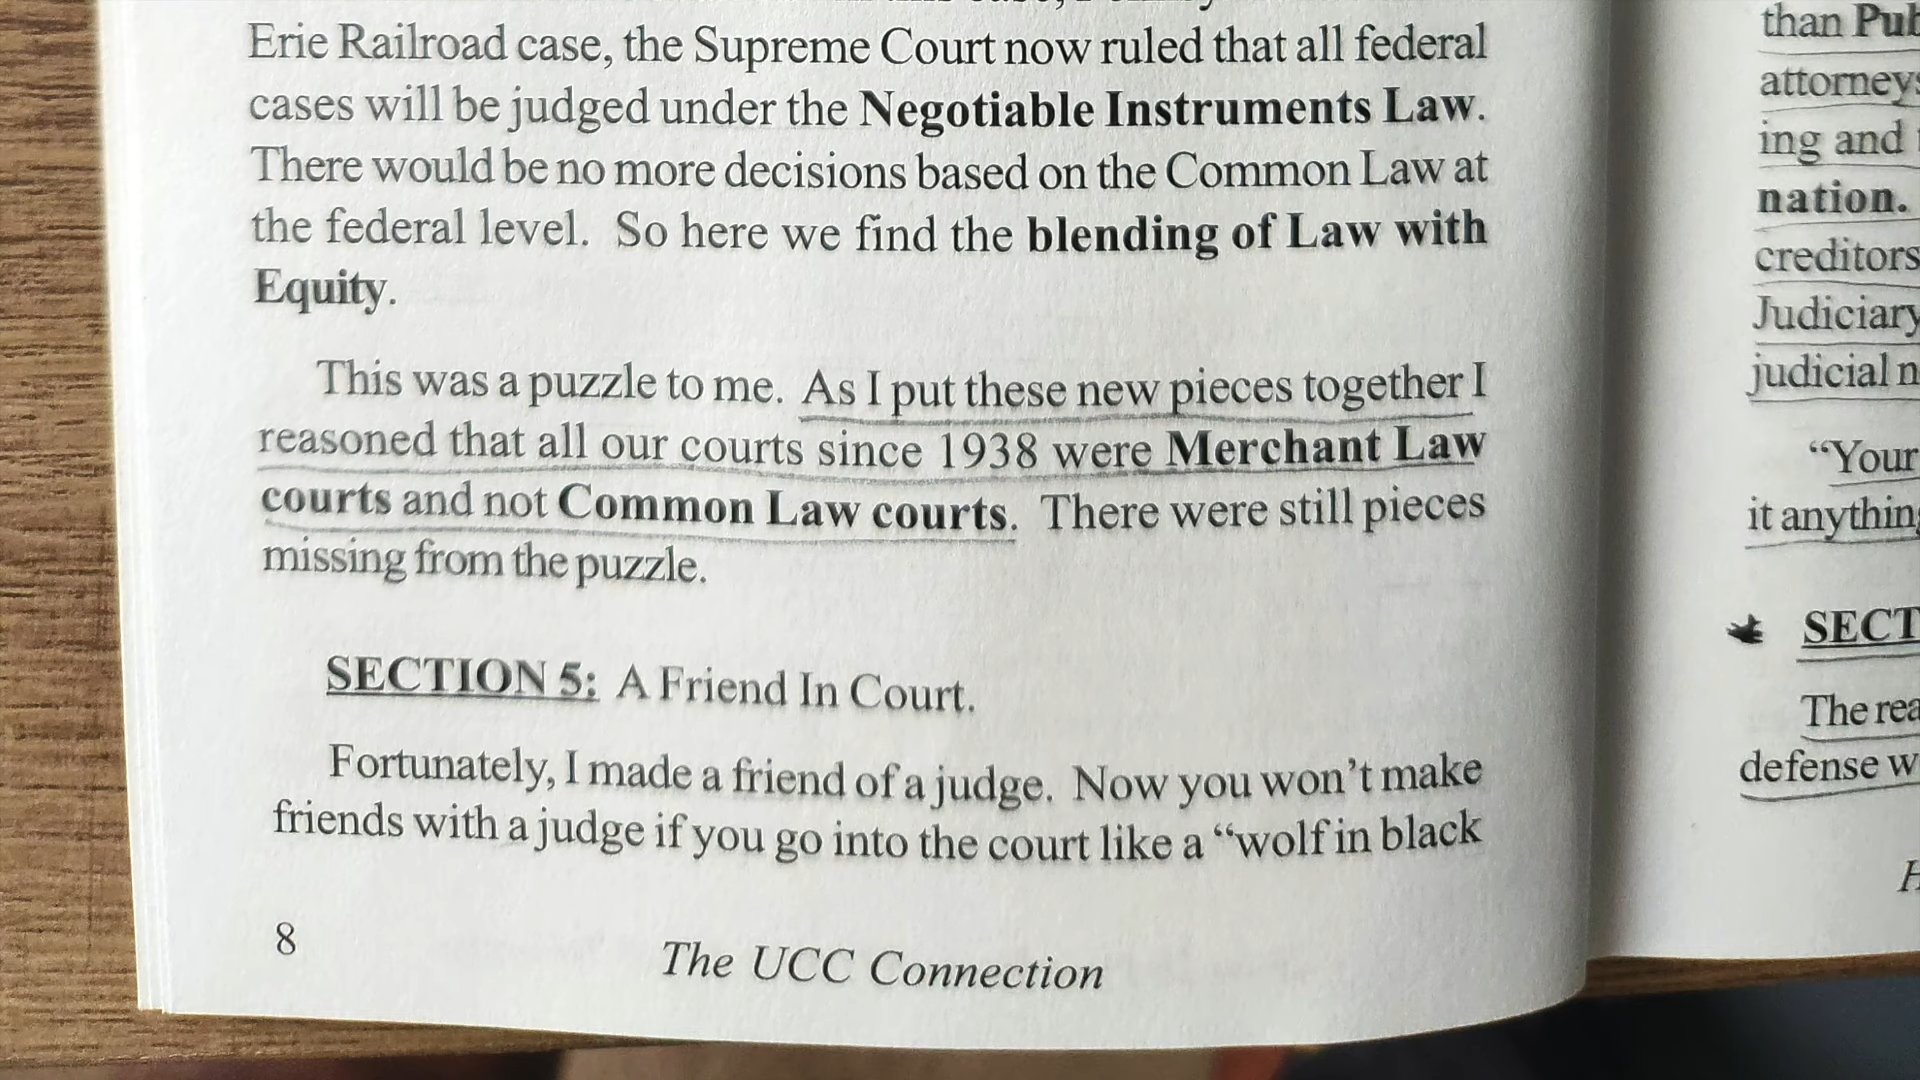 Erie Railroad case, the Supreme Court now ruled that all federal
cases will be judged under the Negotiable Instruments Law.
There would be no more decisions based on the Common Law at
the federal level. So here we find the blending of Law with
Equity.
This was a puzzle to me. As I put these new pieces together I
reasoned that all our courts since 1938 were Merchant Law
courts and not Common Law courts. There were still pieces
missing from the puzzle.
SECTION 5: A Friend In Court.
Fortunately, I made a friend of a judge. Now you won't make
friends with a judge if you go into the court like a “wolf in black
8
The UCC Connection
than
attorneys
ing and
nation.
creditors
Judiciary
judicial
“Your
it
The
defense